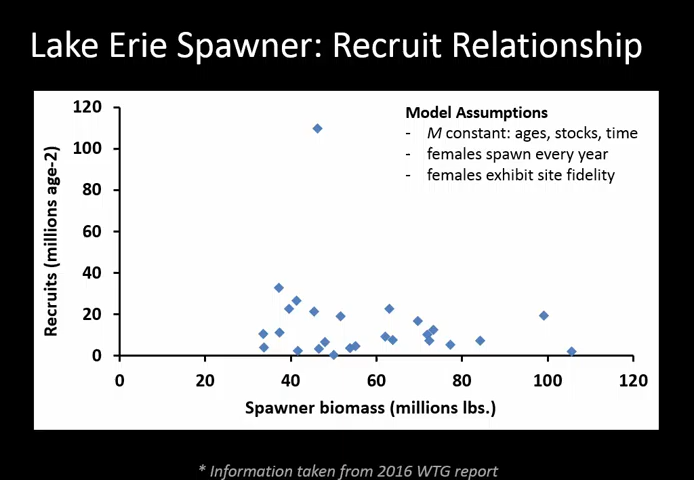 Lake Erie Spawner: Recruit Relationship
Model Assumptions
- M constant: ages, stocks, time
- females spawn every year
- females exhibit site fidelity
Recruits (millions age-2)
120
100
80
60
40
20
0
0 20 40 60 80 100 120
Spawner biomass (millions lbs.)
* Information taken from 2016 WTG report